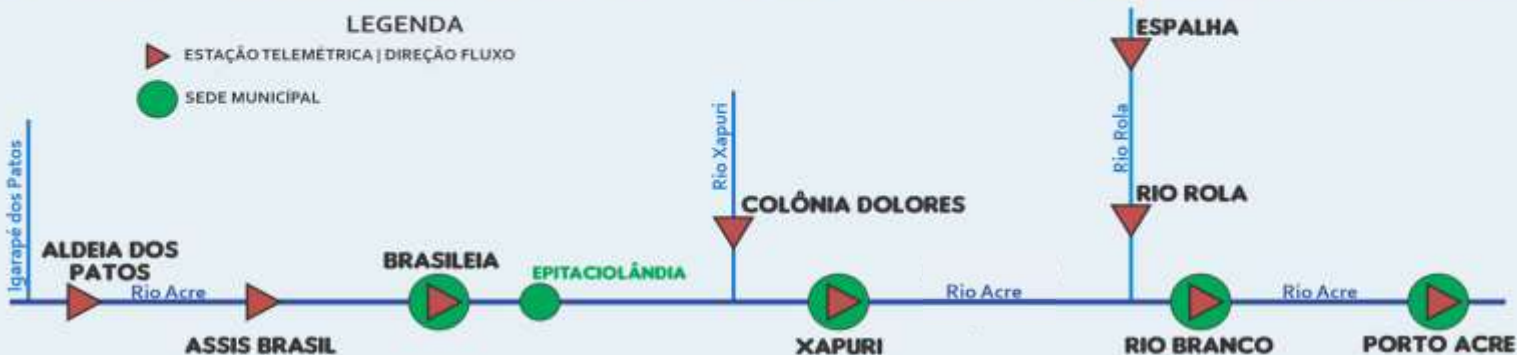 LEGENDA
ESTAÇÃO TELEMÉTRICA | DIREÇÃO FLUXO
SEDE MUNICÍPAL
Igarapé dos Patos
ALDEIA DOS
PATOS
Rio Acre
ASSIS BRASIL
BRASILEIA
EPITACIOLÂNDIA
Rio Xapuri
COLÔNIA DOLORES
XAPURI
Rio Acre
ESPALHA
Rio Rola
RIO ROLA
RIO BRANCO
Rio Acre
PORTO ACRE